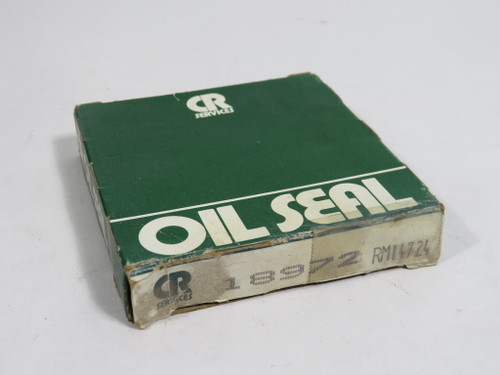 CR
SERVICES
OIL SEAL
CR
SERVICES
18972 RM14724